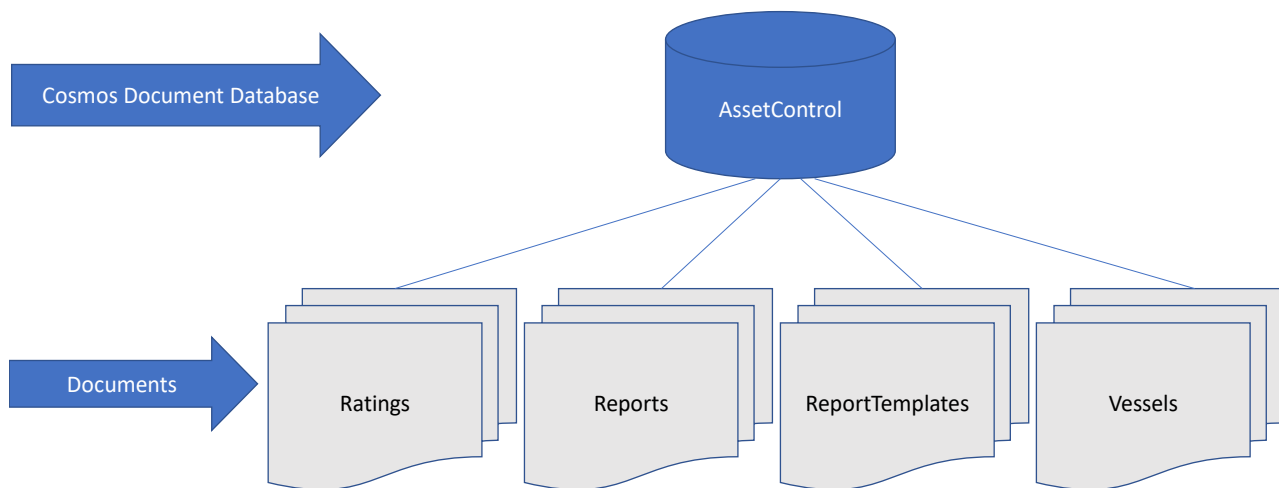 Cosmos Document Database
AssetControl
Documents
Ratings
Reports
ReportTemplates
Vessels